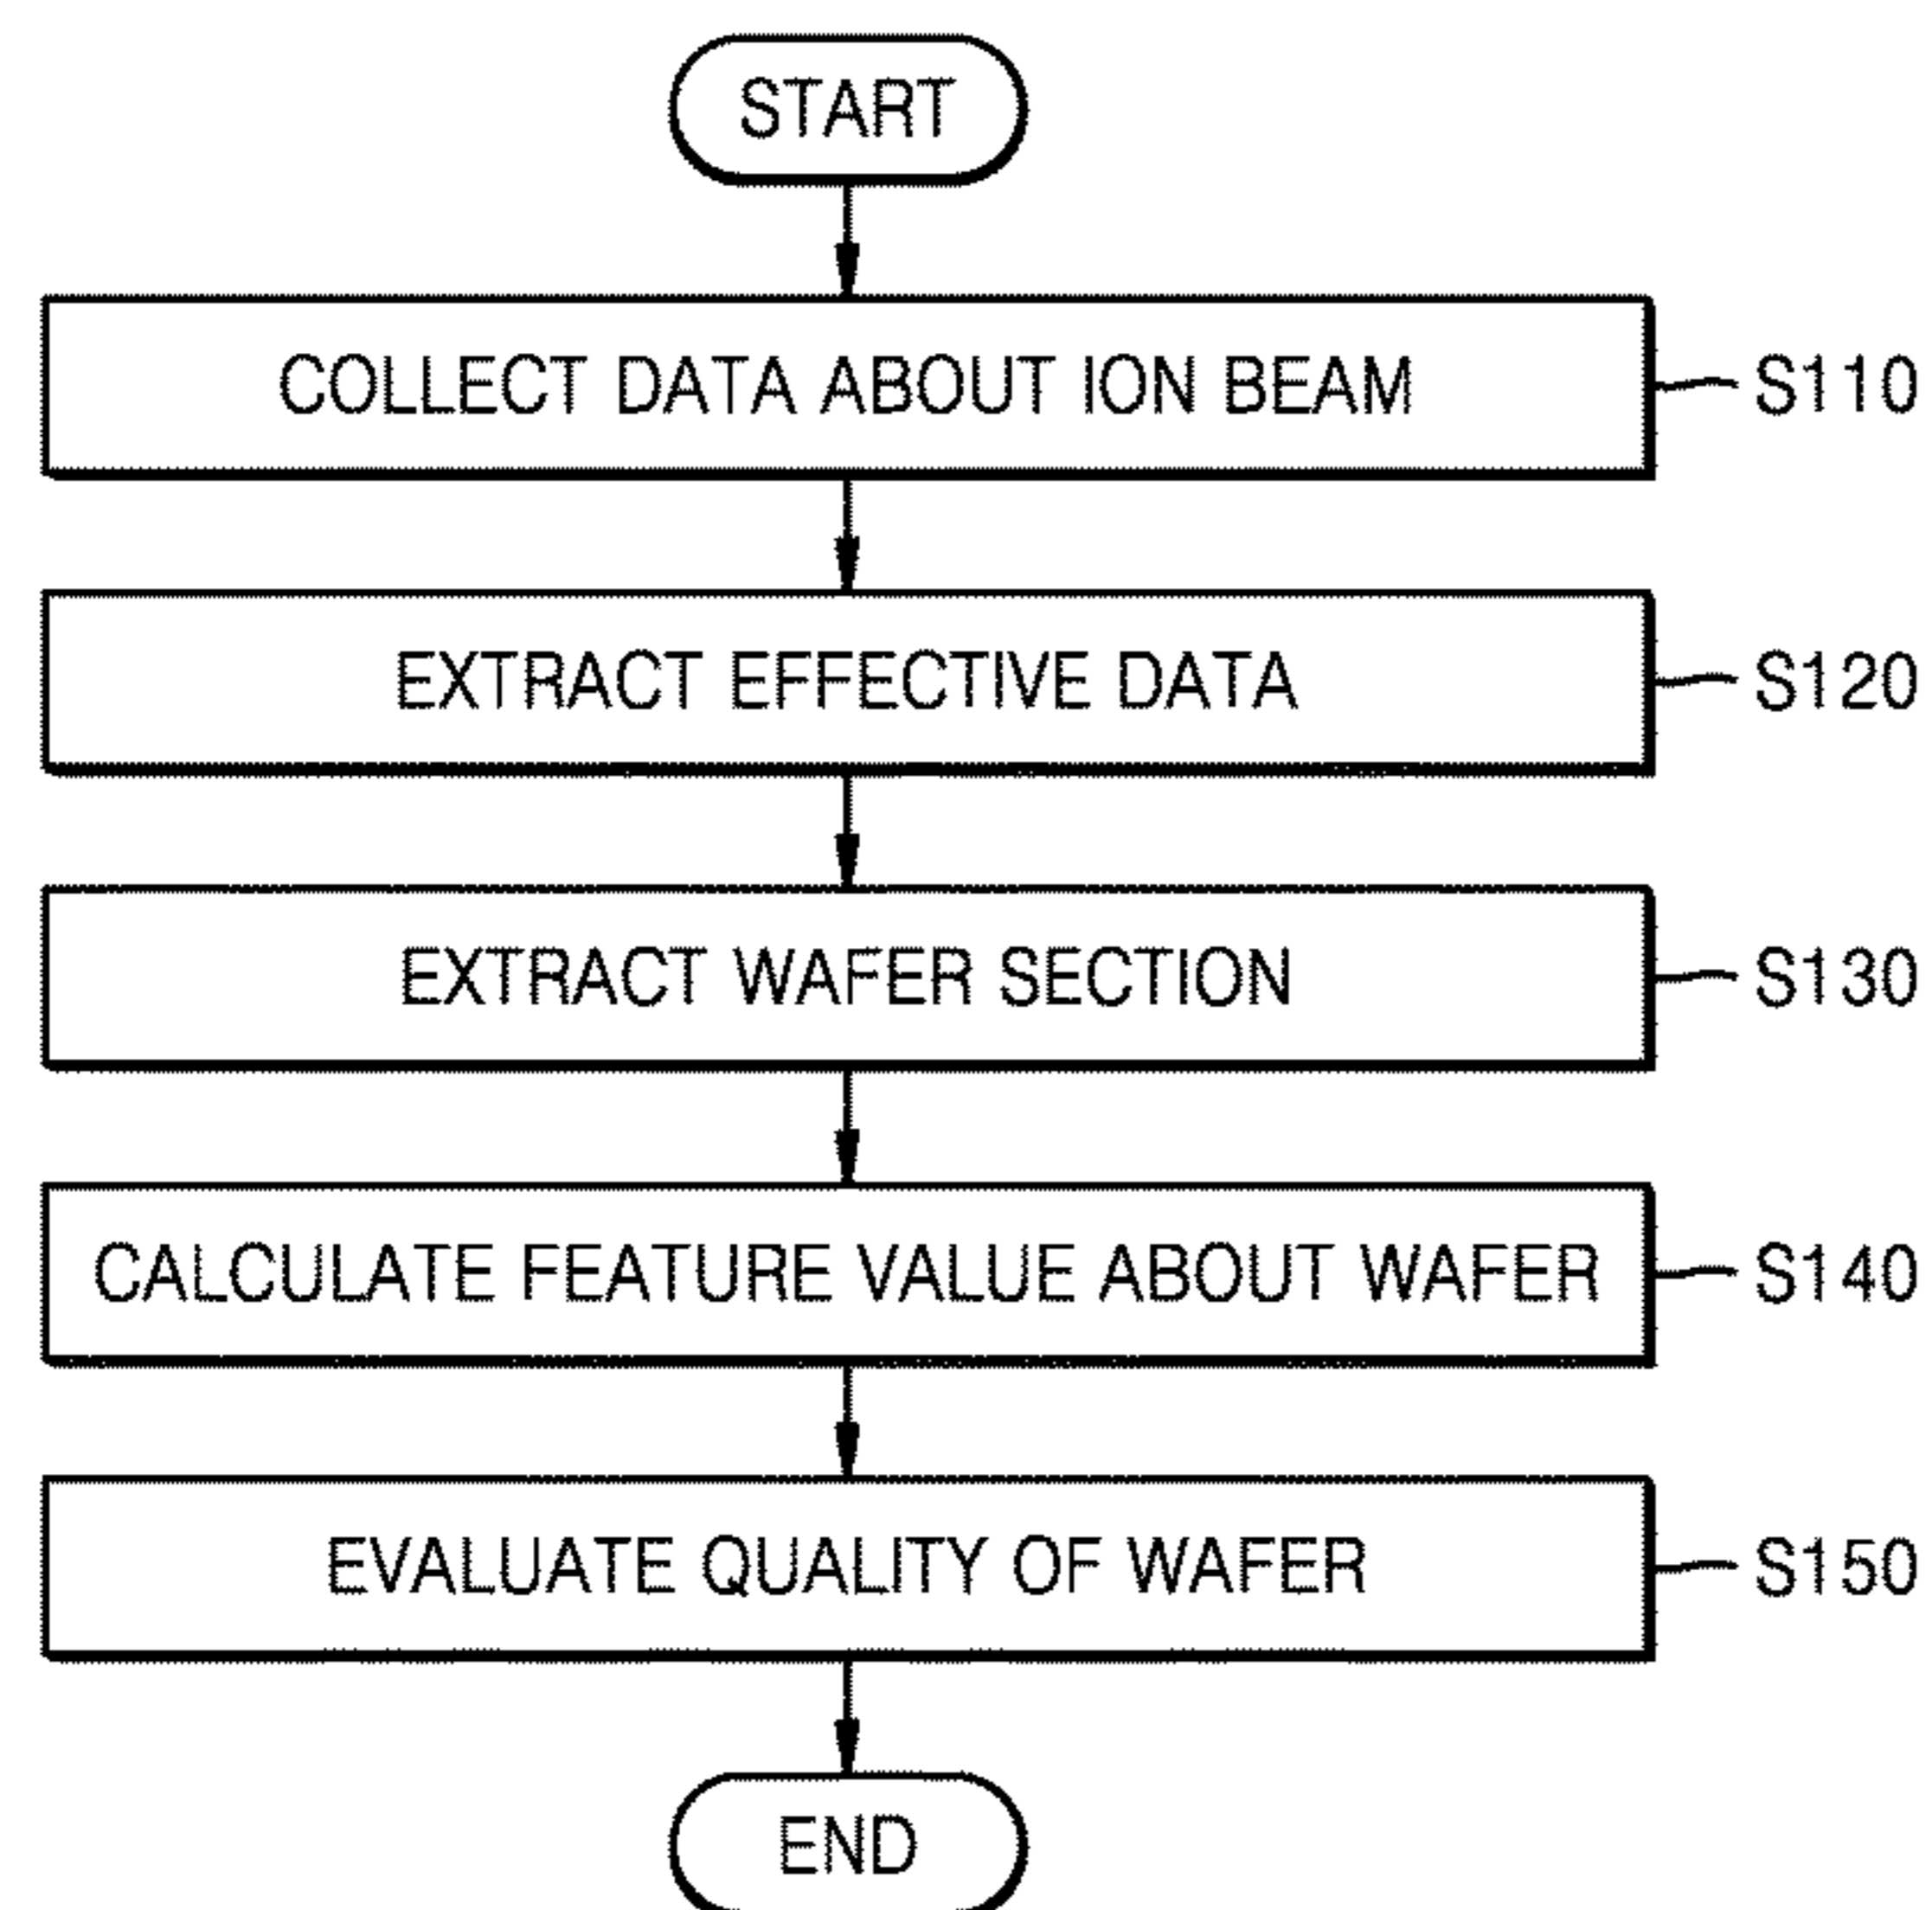 START
COLLECT DATA ABOUT ION BEAM
S110
EXTRACT EFFECTIVE DATA
S120
EXTRACT WAFER SECTION
S130
CALCULATE FEATURE VALUE ABOUT WAFER
S140
EVALUATE QUALITY OF WAFER
S150
END